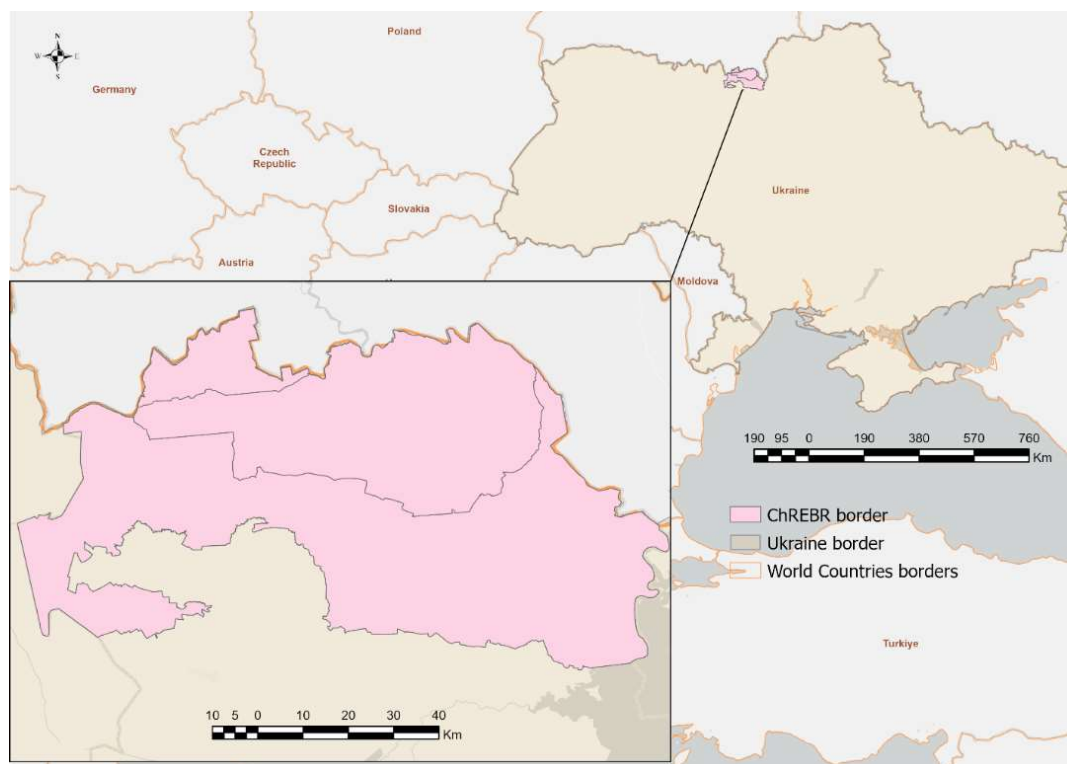 N
W E
S
Poland
Germany
Czech
Republic
Slovakia
Ukraine
Austria
Moldova
190 95 0 190 380 570 760
Km
ChREBR border
Ukraine border
World Countries borders
Turkiye
10 5 0 10 20 30 40
Km